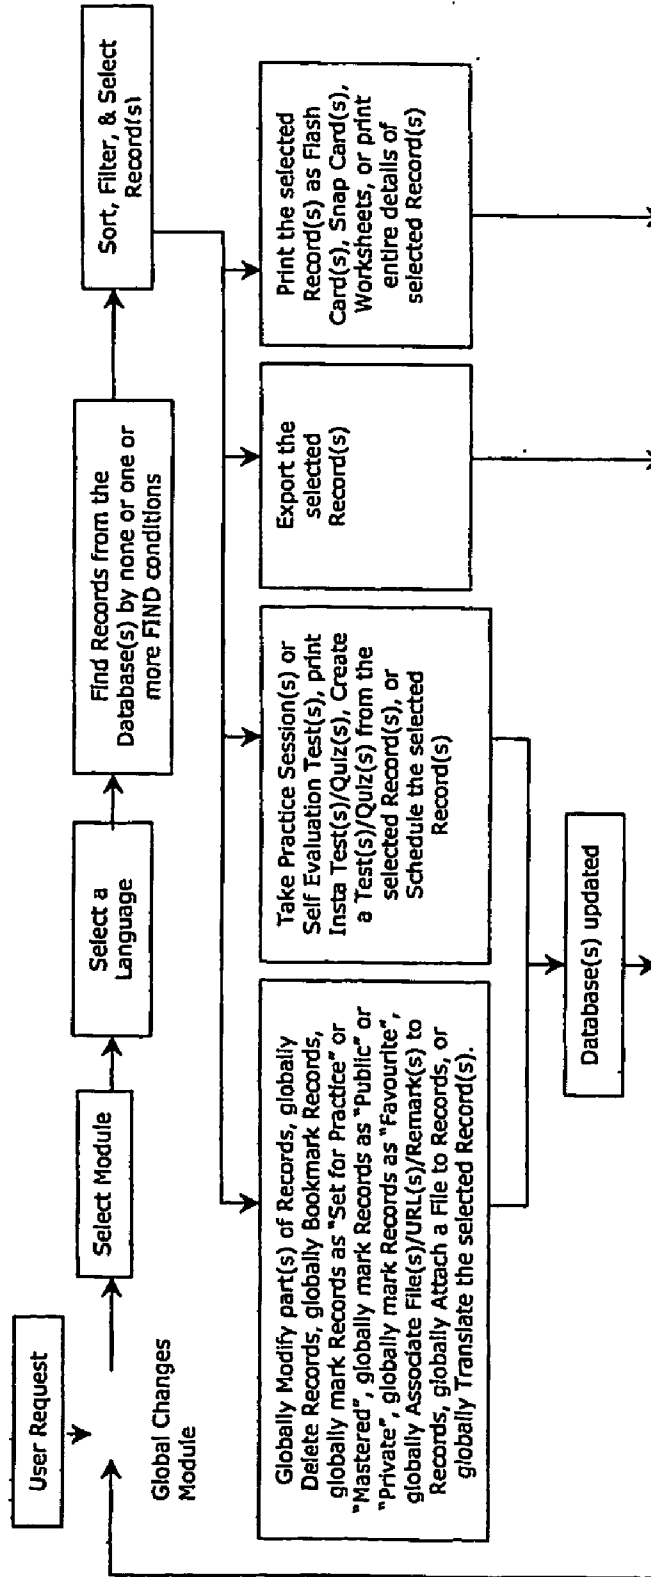 User Request
Global Changes
Module
Select Module
Select a
Language
Find Records from the
Database(s) by none or one or
more FIND conditions
Sort, Filter, & Select
Record(s)
Globally Modify part(s) of Records, globally
Delete Records, globally Bookmark Records,
globally mark Records as "Set for Practice" or
"Mastered", globally mark Records as "Public" or
"Private", globally mark Records as "Favourite",
globally Associate File(s)/URL(s)/Remark(s) to
Records, globally Attach a File to Records, or
globally Translate the selected Record(s).
Take Practice Session(s) or
Self Evaluation Test(s), print
Insta Test(s)/Quiz(s), Create
a Test(s)/Quiz(s) from the
selected Record(s), or
Schedule the selected
Record(s)
Export the
selected
Record(s)
Print the selected
Record(s) as Flash
Card(s), Snap Card(s),
Worksheets, or print
entire details of
selected Record(s)
Database(s) updated